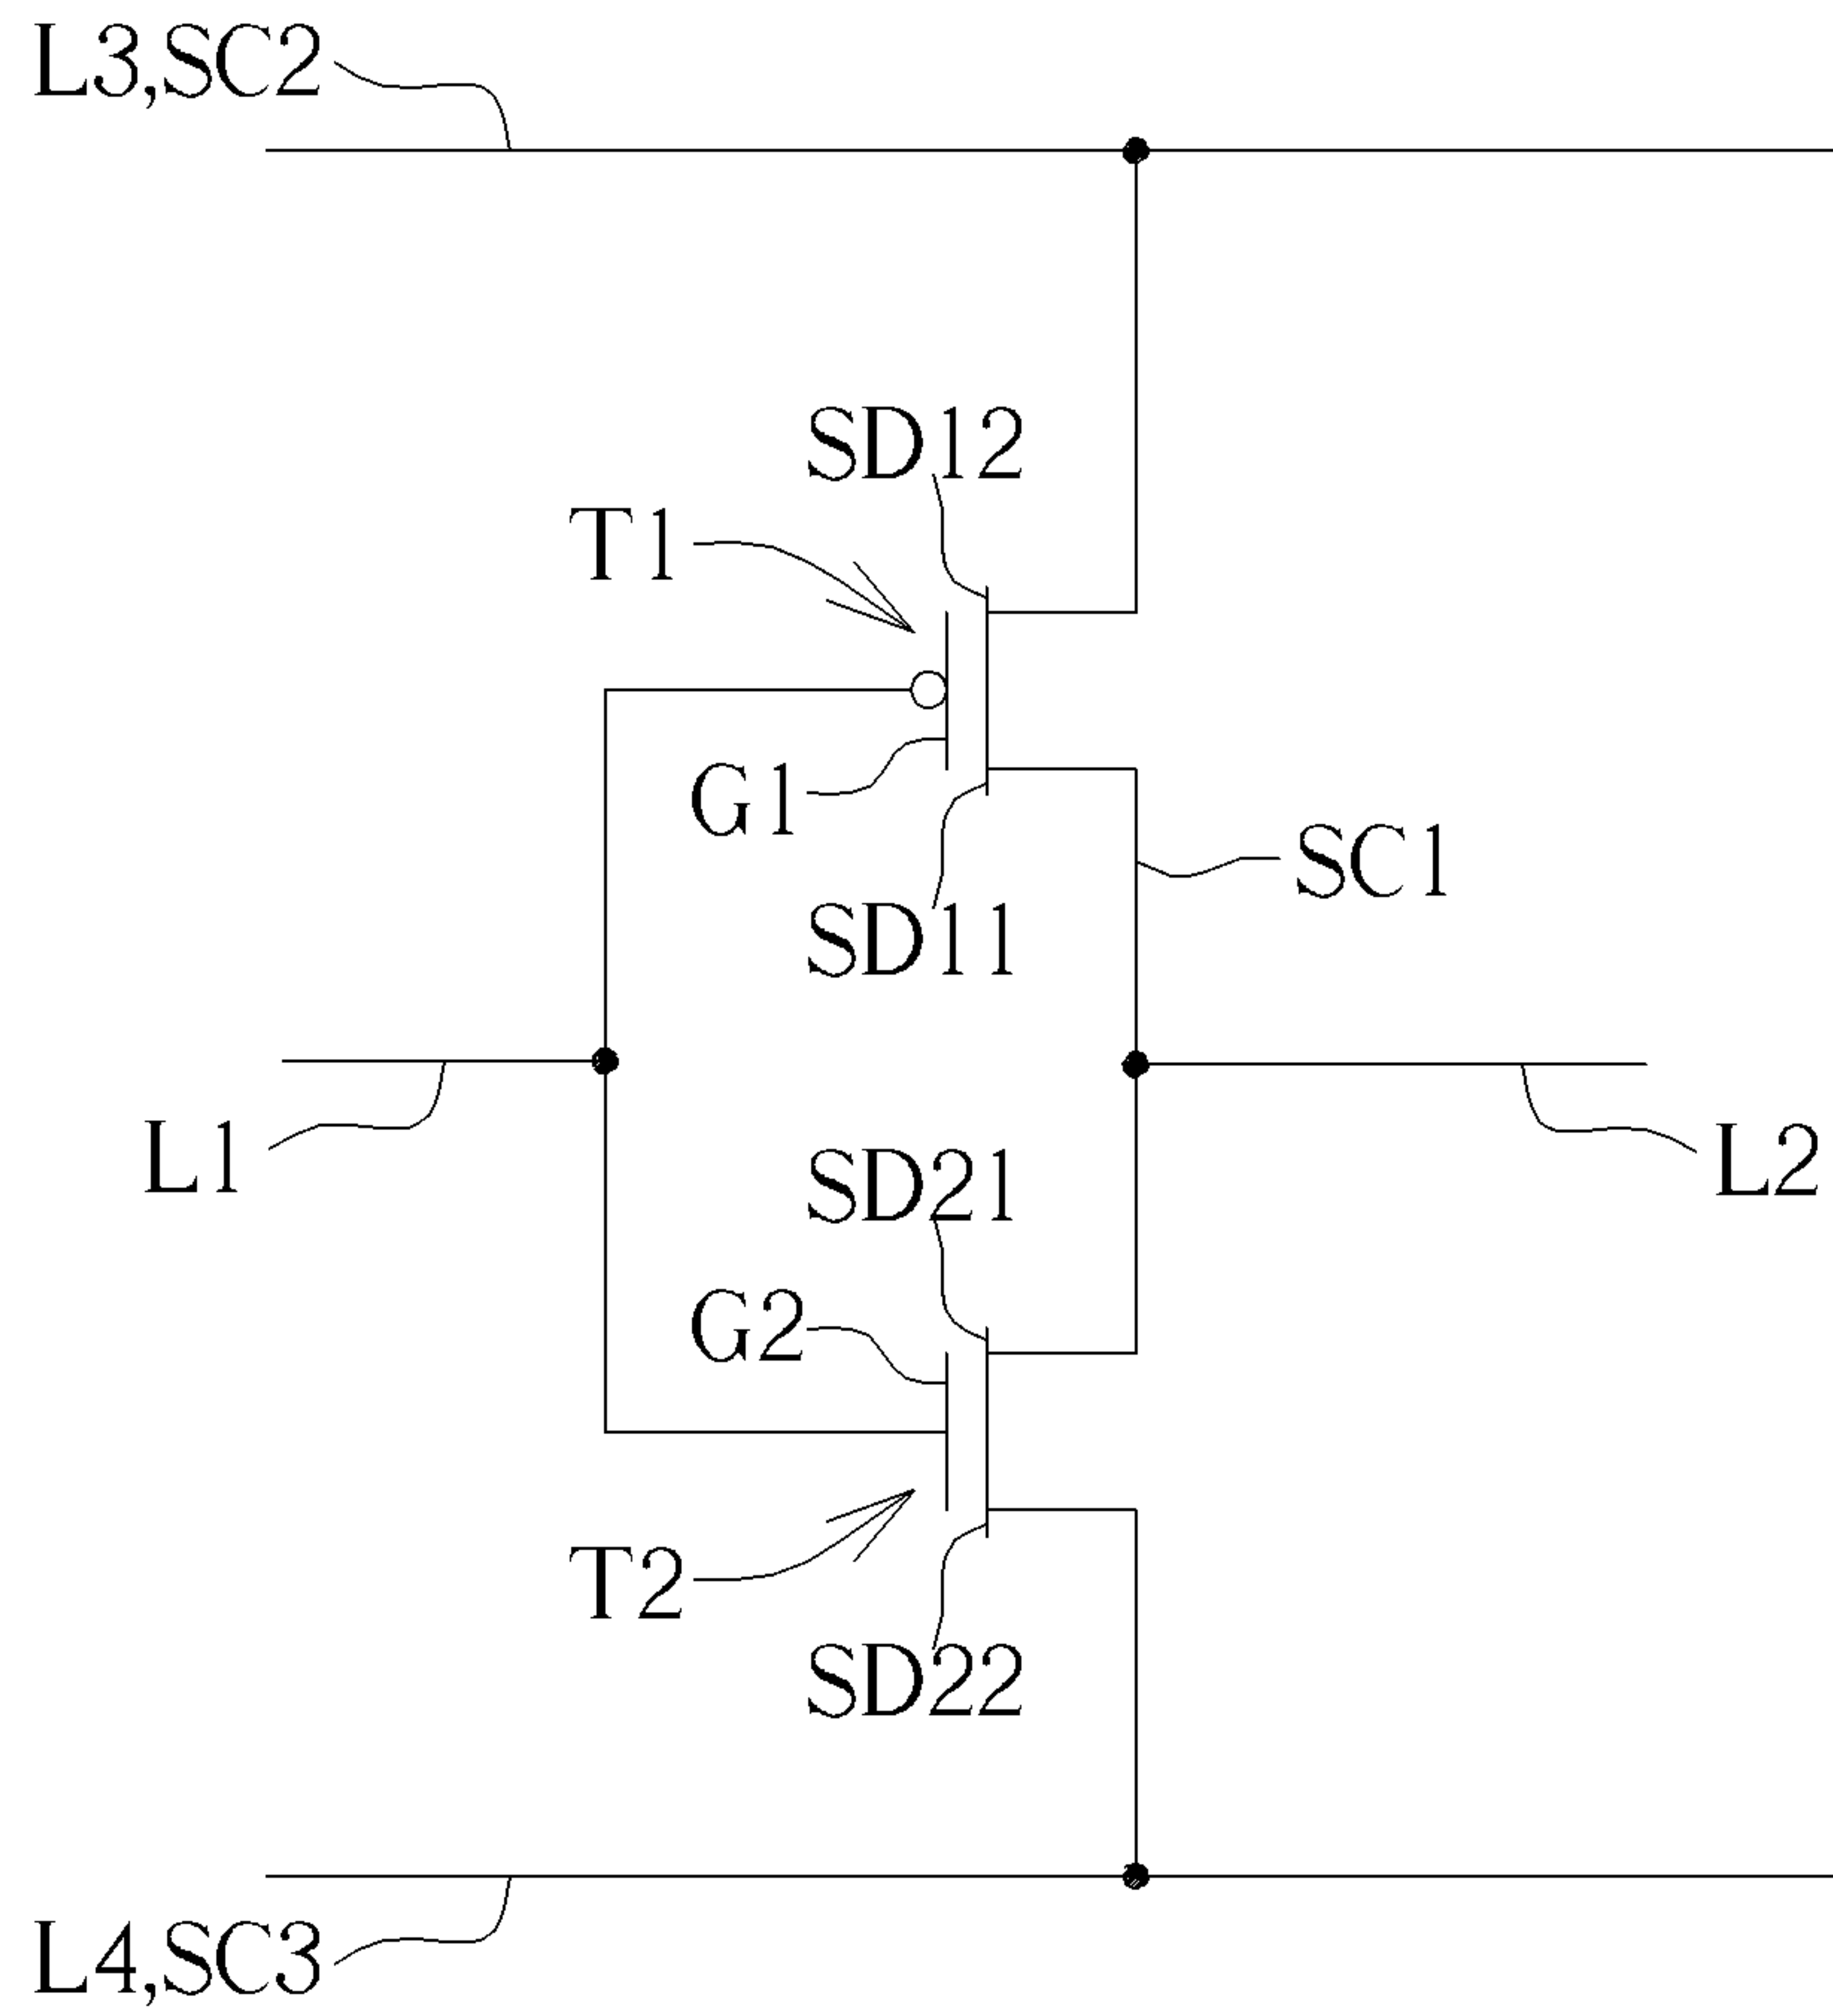 L3,SC2
SD12
T1
G1
SC1
SD11
L1
L2
SD21
G2
T2
SD22
L4,SC3